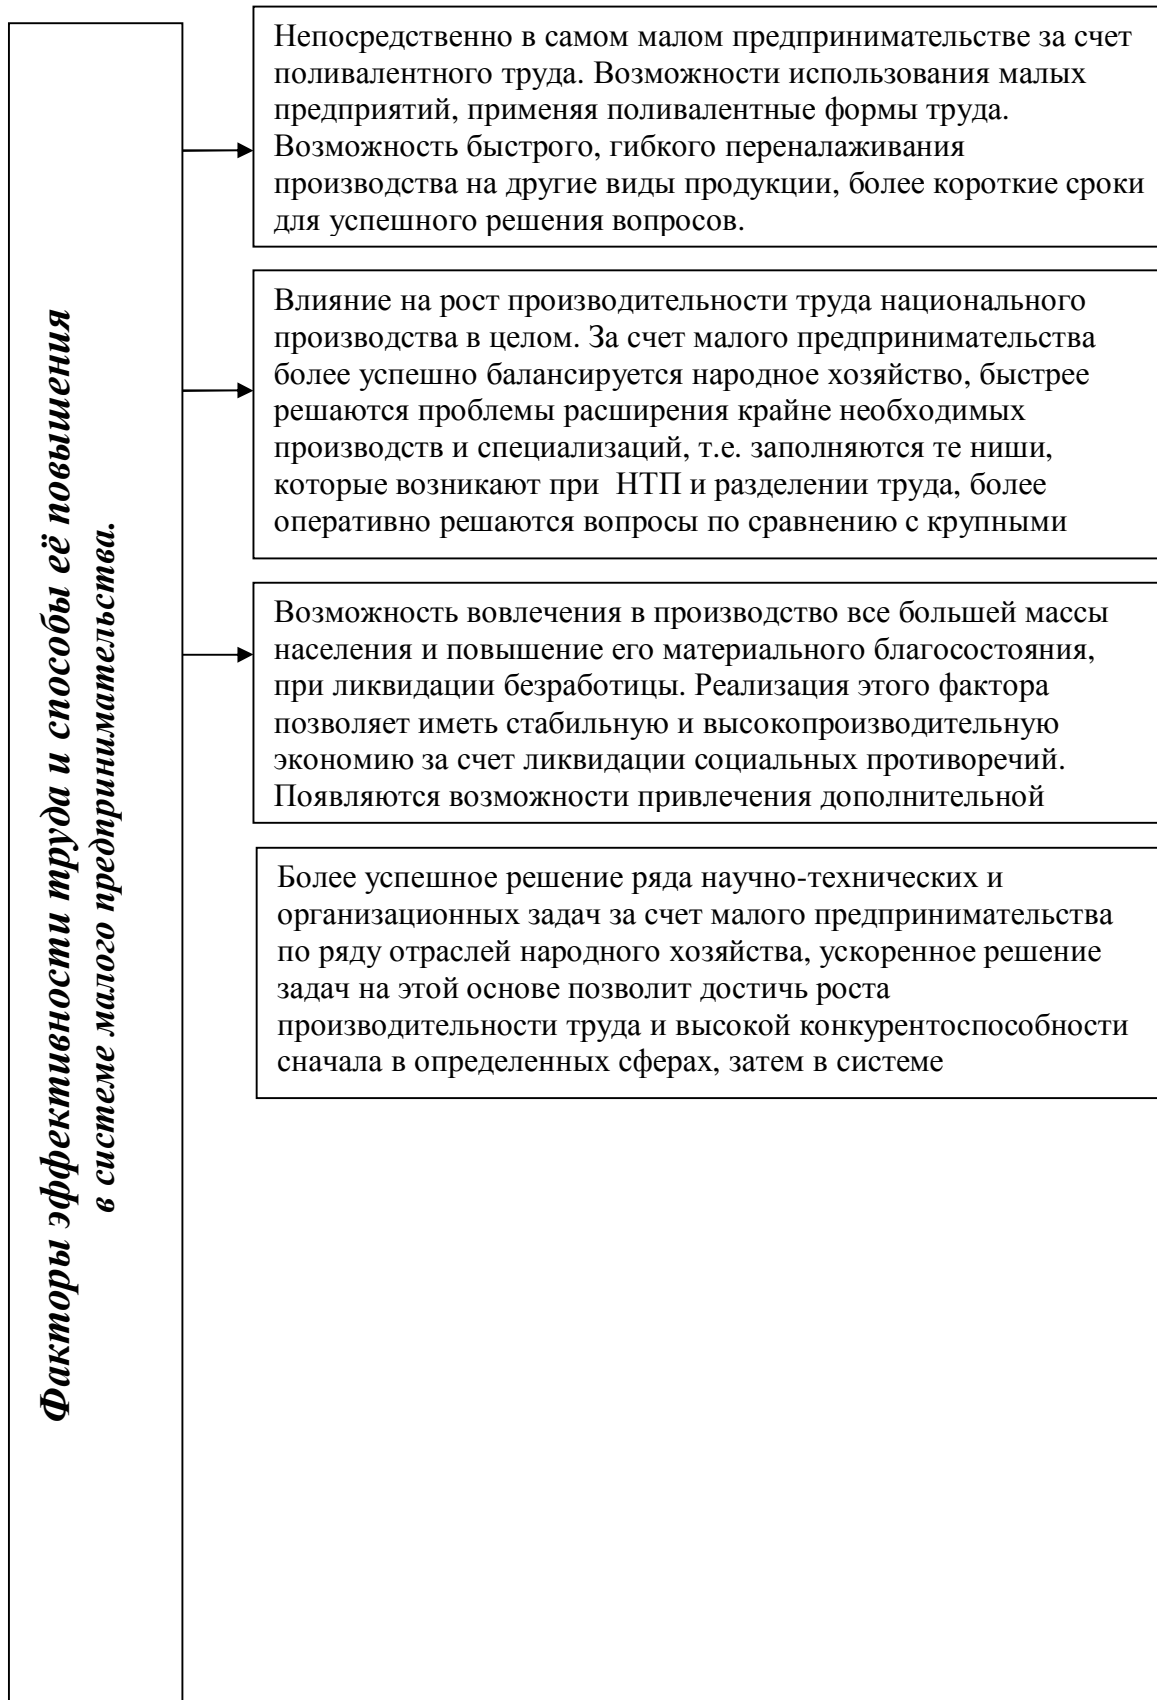 Факторы эффективности труда и способы её повышения
в системе малого предпринимательства.
Непосредственно в самом малом предпринимательстве за счет
поливалентного труда. Возможности использования малых
предприятий, применяя поливалентные формы труда.
Возможность быстрого, гибкого переналаживания
производства на другие виды продукции, более короткие сроки
для успешного решения вопросов.
Влияние на рост производительности труда национального
производства в целом. За счет малого предпринимательства
более успешно балансируется народное хозяйство, быстрее
решаются проблемы расширения крайне необходимых
производств и специализаций, т.е. заполняются те ниши,
которые возникают при НТП и разделении труда, более
оперативно решаются вопросы по сравнению с крупными
Возможность вовлечения в производство все большей массы
населения и повышение его материального благосостояния,
при ликвидации безработицы. Реализация этого фактора
позволяет иметь стабильную и высокопроизводительную
экономию за счет ликвидации социальных противоречий.
Появляются возможности привлечения дополнительной
Более успешное решение ряда научно-технических и
организационных задач за счет малого предпринимательства
по ряду отраслей народного хозяйства, ускоренное решение
задач на этой основе позволит достичь роста
производительности труда и высокой конкурентоспособности
сначала в определенных сферах, затем в системе